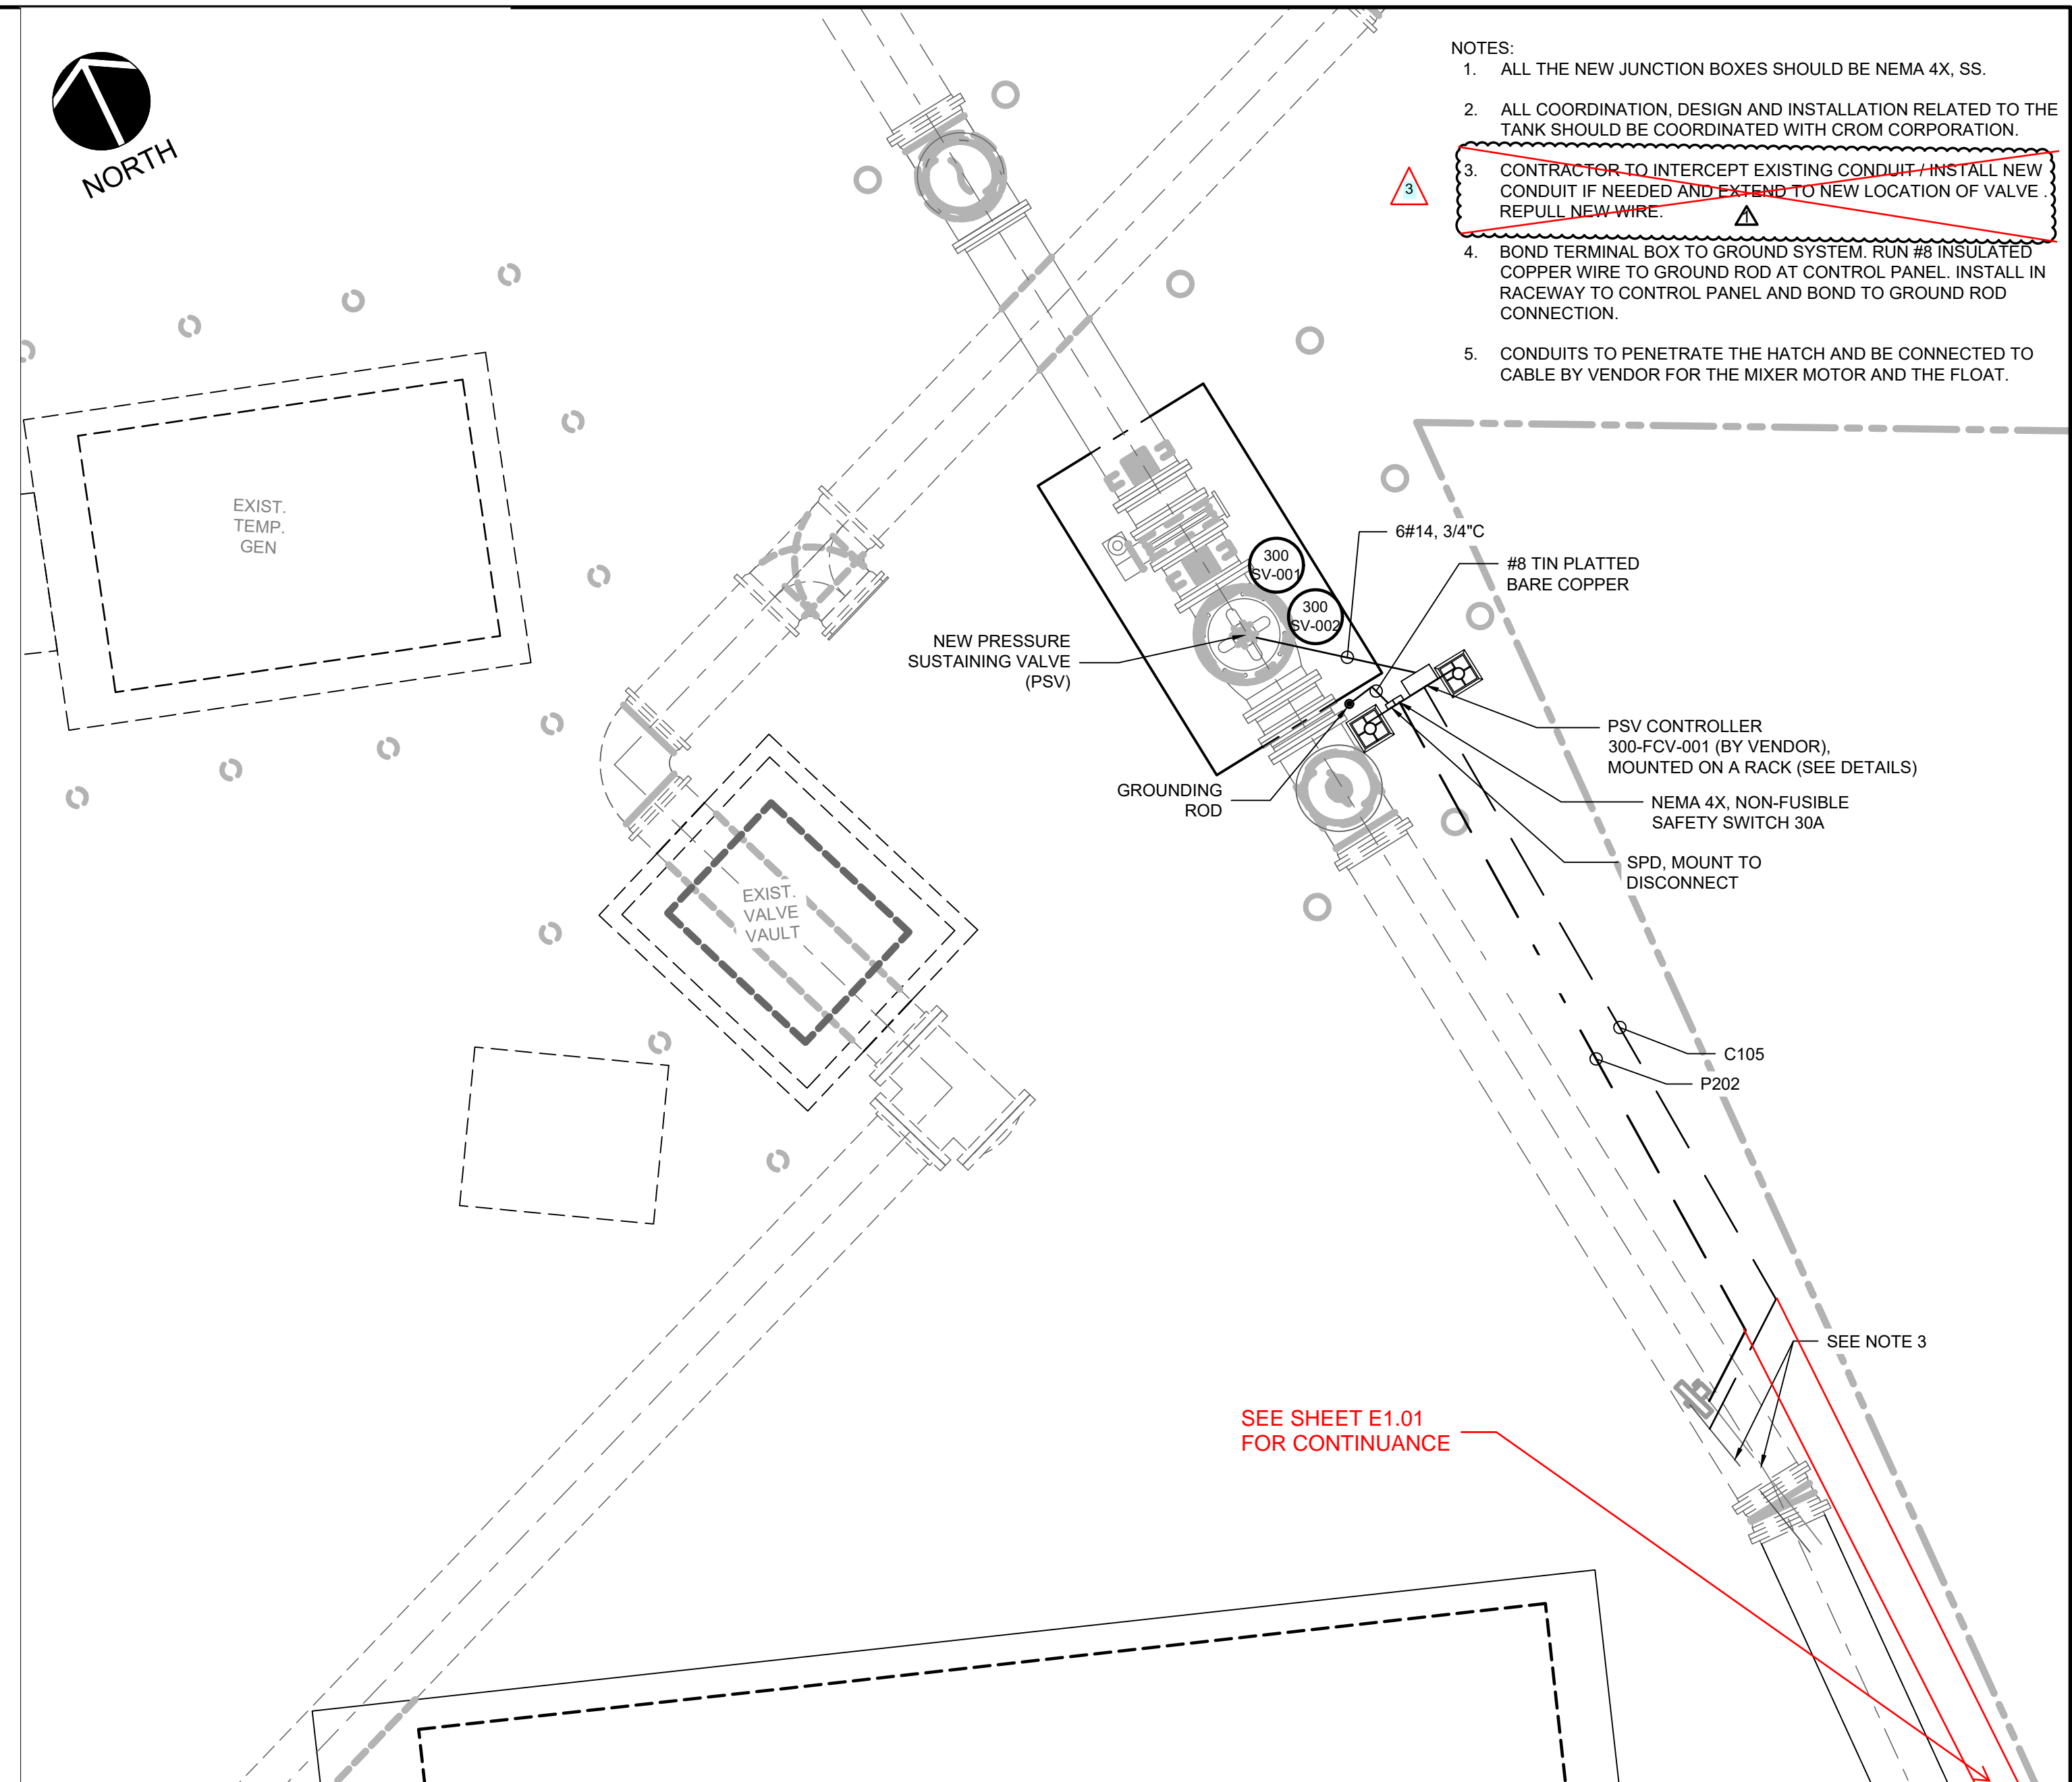 NORTH
NOTES:
1. ALL THE NEW JUNCTION BOXES SHOULD BE NEMA 4X, SS.
2. ALL COORDINATION, DESIGN AND INSTALLATION RELATED TO THE
TANK SHOULD BE COORDINATED WITH CROM CORPORATION.
3
3. CONTRACTOR TO INTERCEPT EXISTING CONDUIT / INSTALL NEW
CONDUIT IF NEEDED AND EXTEND TO NEW LOCATION OF VALVE .
REPULL NEW WIRE.
1
4. BOND TERMINAL BOX TO GROUND SYSTEM. RUN #8 INSULATED
COPPER WIRE TO GROUND ROD AT CONTROL PANEL. INSTALL IN
RACEWAY TO CONTROL PANEL AND BOND TO GROUND ROD
CONNECTION.
5. CONDUITS TO PENETRATE THE HATCH AND BE CONNECTED TO
CABLE BY VENDOR FOR THE MIXER MOTOR AND THE FLOAT.
EXIST.
TEMP.
GEN
6#14, 3/4"C
#8 TIN PLATTED
BARE COPPER
300
SV-001
300
SV-002
NEW PRESSURE
SUSTAINING VALVE
(PSV)
PSV CONTROLLER
300-FCV-001 (BY VENDOR),
MOUNTED ON A RACK (SEE DETAILS)
GROUNDING
ROD
NEMA 4X, NON-FUSIBLE
SAFETY SWITCH 30A
SPD, MOUNT TO
DISCONNECT
EXIST.
VALVE
VAULT
C105
P202
SEE NOTE 3
SEE SHEET E1.01
FOR CONTINUANCE